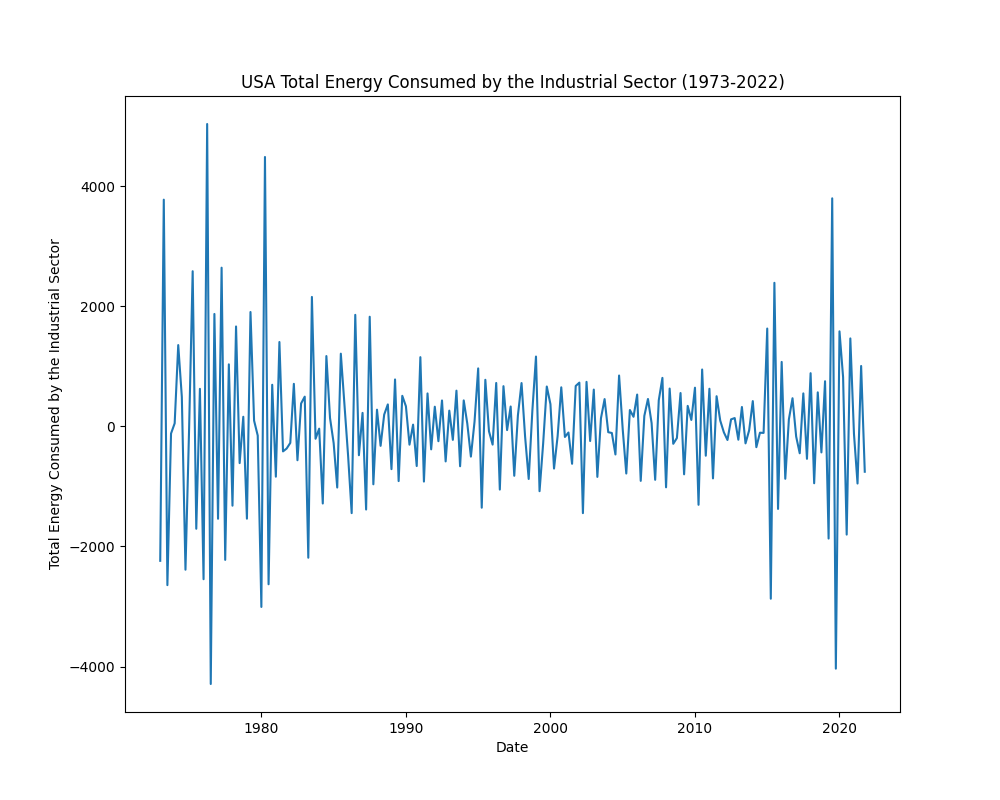 USA Total Energy Consumed by the Industrial Sector (1973-2022)
Total Energy Consumed by the Industrial Sector
4000
2000
0
−2000
−4000
1980 1990 2000 2010 2020
Date